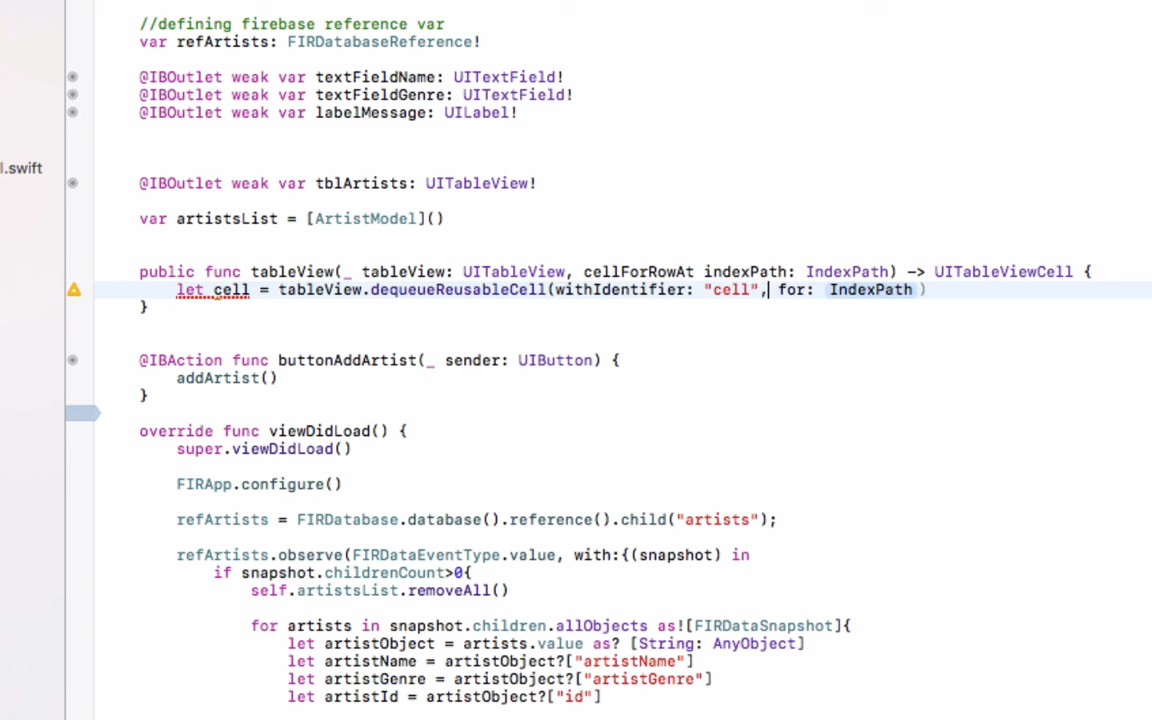 //defining firebase reference var
var refArtists: FIRDatabaseReference!
@IBOutlet weak var textFieldName: UITextField!
@IBOutlet weak var textFieldGenre: UITextField!
@IBOutlet weak var labelMessage: UILabel!
l.swift
@IBOutlet weak var tblArtists: UITableView!
var artistsList = [ArtistModel]()
public func tableView(_ tableView: UITableView, cellForRowAt indexPath: IndexPath) -> UITableViewCell {
let cell = tableView.dequeueReusableCell(withIdentifier: "cell", for: IndexPath)
}
@IBAction func buttonAddArtist(_ sender: UIButton) {
addArtist()
}
override func viewDidLoad() {
super.viewDidLoad()
FIRApp.configure()
refArtists = FIRDatabase.database().reference().child("artists");
refArtists.observe(FIRDataEventType.value, with:{(snapshot) in
if snapshot.childrenCount>0{
self.artistsList.removeAll()
for artists in snapshot.children.allObjects as![FIRDataSnapshot]{
let artistObject = artists.value as? [String: AnyObject]
let artistName = artistObject?["artistName"]
let artistGenre = artistObject?["artistGenre"]
let artistId = artistObject?["id"]